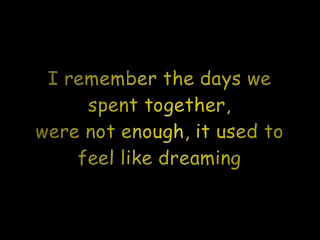 I remember the days we
spent together,
were not enough, it used to
feel like dreaming